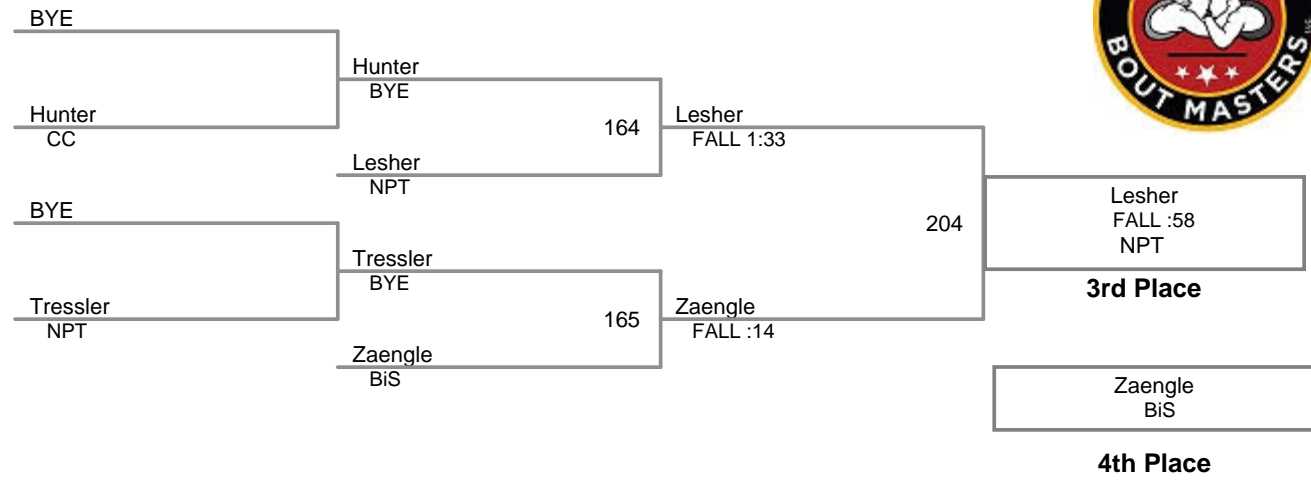 BYE
Hunter
BYE
Hunter
CC
164
Lesher
FALL 1:33
Lesher
NPT
BYE
204
Lesher
FALL :58
NPT
Tressler
BYE
3rd Place
Tressler
NPT
165
Zaengle
FALL :14
Zaengle
BiS
Zaengle
BiS
4th Place
BOUT MASTERS